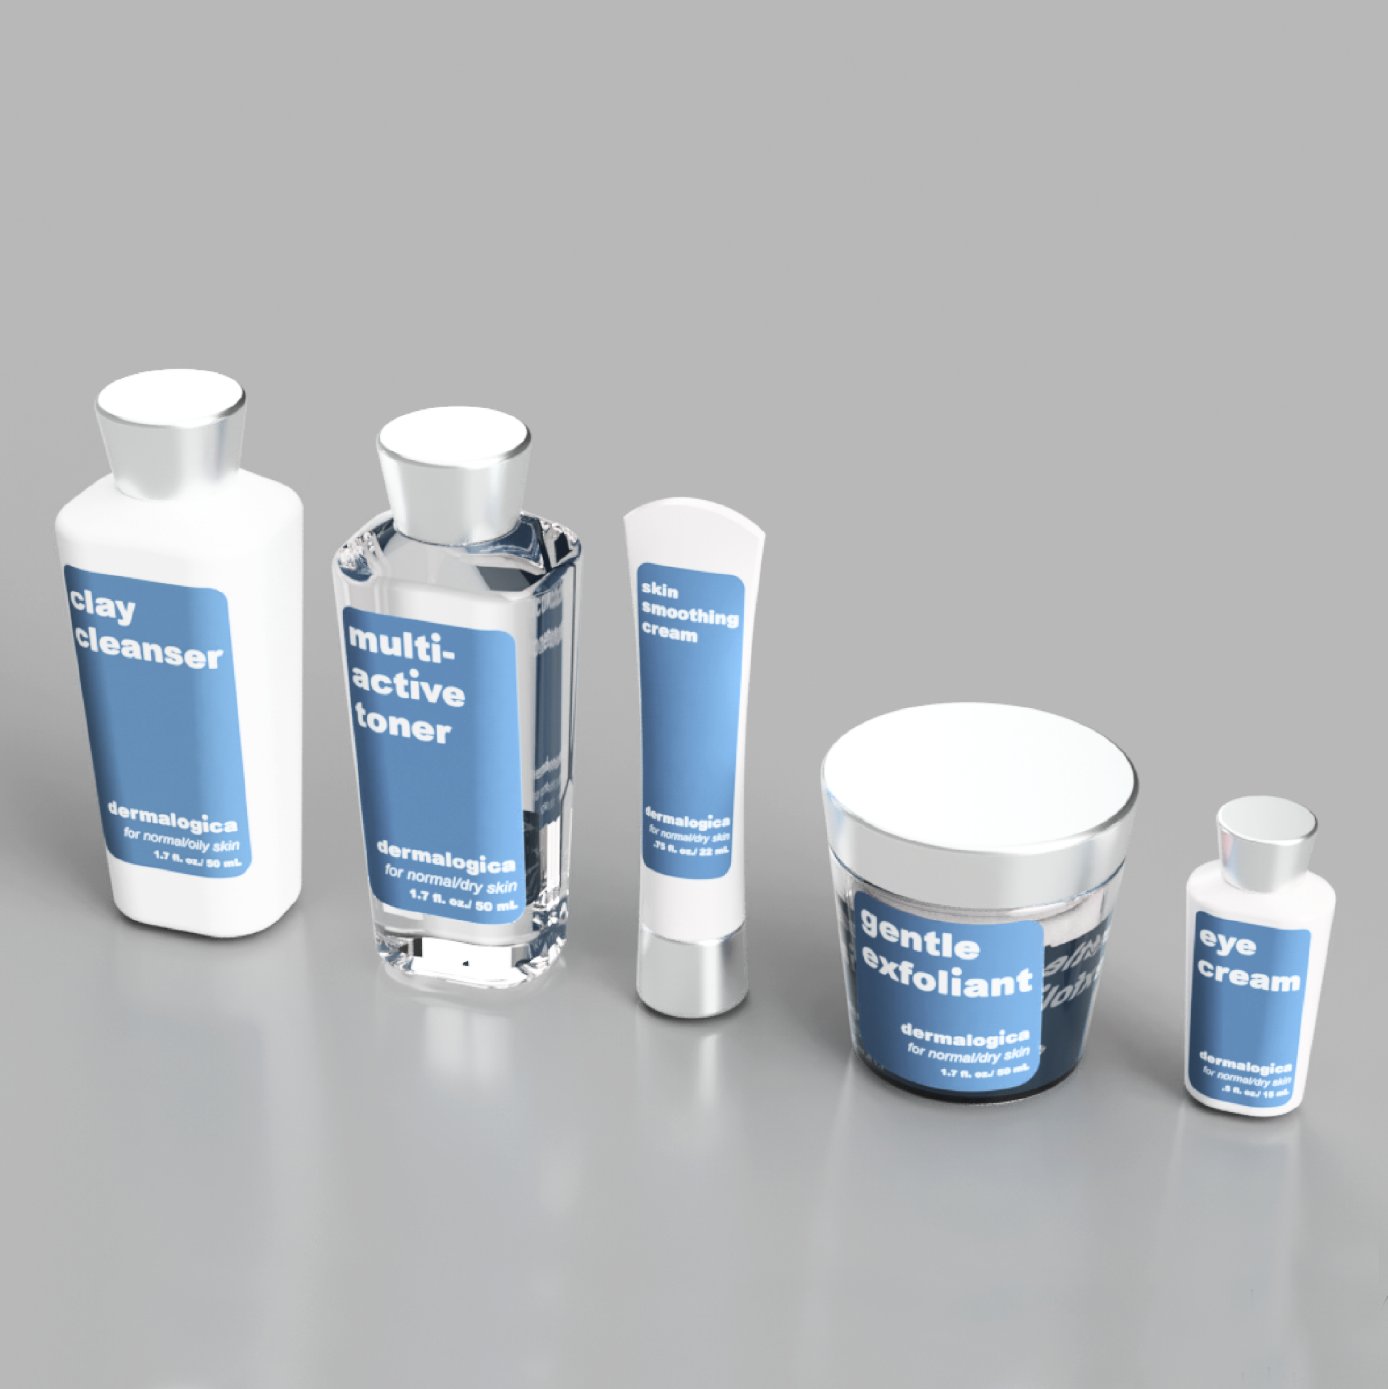 clay
cleanser
dermalogica
for normal/oily skin
1.7 fl. oz./ 50 mL
multi-
active
toner
dermalogica
for normal/dry skin
1.7 fl. oz./ 50 mL
skin
smoothing
cream
dermalogica
for normal/dry skin
.75 fl. oz./ 22 mL
gentle
exfoliant
dermalogica
for normal/dry skin
1.7 fl. oz./ 50 mL
eye
cream
dermalogica
for normal/dry skin
.5 fl. oz./ 15 mL